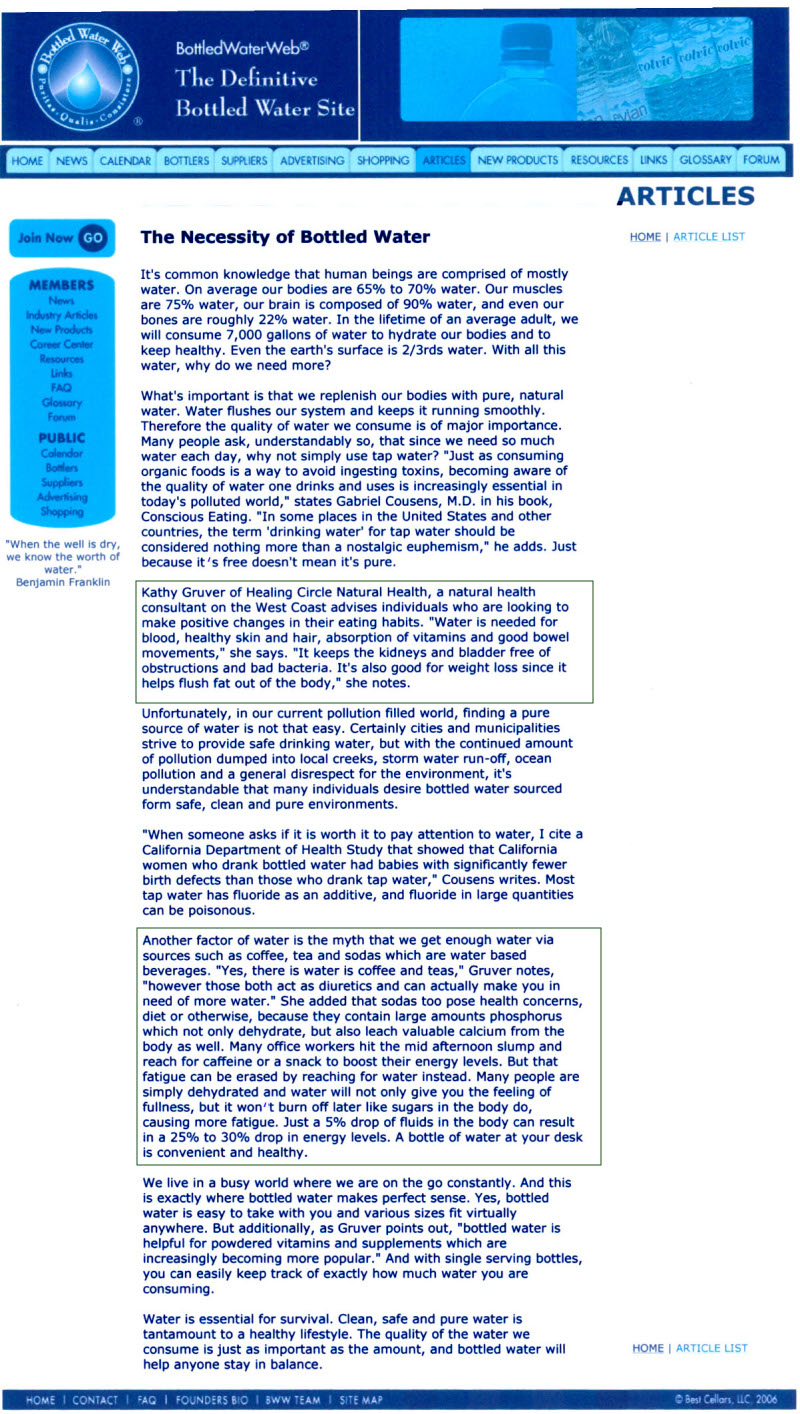 Bottled Water Web
Puritas · Qualis · Consistere
®
BottledWaterWeb®
The Definitive
Bottled Water Site
volvic volvic volvic
evian
HOME NEWS CALENDAR BOTTLERS SUPPLIERS ADVERTISING SHOPPING ARTICLES NEW PRODUCTS RESOURCES LINKS GLOSSARY FORUM
ARTICLES
HOME | ARTICLE LIST
Join Now GO
MEMBERS
News
Industry Articles
New Products
Career Center
Resources
Links
FAQ
Glossary
Forum
PUBLIC
Calendar
Bottlers
Suppliers
Advertising
Shopping
"When the well is dry,
we know the worth of
water."
Benjamin Franklin
The Necessity of Bottled Water
It's common knowledge that human beings are comprised of mostly
water. On average our bodies are 65% to 70% water. Our muscles
are 75% water, our brain is composed of 90% water, and even our
bones are roughly 22% water. In the lifetime of an average adult, we
will consume 7,000 gallons of water to hydrate our bodies and to
keep healthy. Even the earth's surface is 2/3rds water. With all this
water, why do we need more?
What's important is that we replenish our bodies with pure, natural
water. Water flushes our system and keeps it running smoothly.
Therefore the quality of water we consume is of major importance.
Many people ask, understandably so, that since we need so much
water each day, why not simply use tap water? "Just as consuming
organic foods is a way to avoid ingesting toxins, becoming aware of
the quality of water one drinks and uses is increasingly essential in
today's polluted world," states Gabriel Cousens, M.D. in his book,
Conscious Eating. "In some places in the United States and other
countries, the term 'drinking water' for tap water should be
considered nothing more than a nostalgic euphemism," he adds. Just
because it's free doesn't mean it's pure.
Kathy Gruver of Healing Circle Natural Health, a natural health
consultant on the West Coast advises individuals who are looking to
make positive changes in their eating habits. "Water is needed for
blood, healthy skin and hair, absorption of vitamins and good bowel
movements," she says. "It keeps the kidneys and bladder free of
obstructions and bad bacteria. It's also good for weight loss since it
helps flush fat out of the body," she notes.
Unfortunately, in our current pollution filled world, finding a pure
source of water is not that easy. Certainly cities and municipalities
strive to provide safe drinking water, but with the continued amount
of pollution dumped into local creeks, storm water run-off, ocean
pollution and a general disrespect for the environment, it's
understandable that many individuals desire bottled water sourced
form safe, clean and pure environments.
"When someone asks if it is worth it to pay attention to water, I cite a
California Department of Health Study that showed that California
women who drank bottled water had babies with significantly fewer
birth defects than those who drank tap water," Cousens writes. Most
tap water has fluoride as an additive, and fluoride in large quantities
can be poisonous.
Another factor of water is the myth that we get enough water via
sources such as coffee, tea and sodas which are water based
beverages. "Yes, there is water is coffee and teas," Gruver notes,
"however those both act as diuretics and can actually make you in
need of more water." She added that sodas too pose health concerns,
diet or otherwise, because they contain large amounts phosphorus
which not only dehydrate, but also leach valuable calcium from the
body as well. Many office workers hit the mid afternoon slump and
reach for caffeine or a snack to boost their energy levels. But that
fatigue can be erased by reaching for water instead. Many people are
simply dehydrated and water will not only give you the feeling of
fullness, but it won't burn off later like sugars in the body do,
causing more fatigue. Just a 5% drop of fluids in the body can result
in a 25% to 30% drop in energy levels. A bottle of water at your desk
is convenient and healthy.
We live in a busy world where we are on the go constantly. And this
is exactly where bottled water makes perfect sense. Yes, bottled
water is easy to take with you and various sizes fit virtually
anywhere. But additionally, as Gruver points out, "bottled water is
helpful for powdered vitamins and supplements which are
increasingly becoming more popular." And with single serving bottles,
you can easily keep track of exactly how much water you are
consuming.
Water is essential for survival. Clean, safe and pure water is
tantamount to a healthy lifestyle. The quality of the water we
consume is just as important as the amount, and bottled water will
help anyone stay in balance.
HOME | ARTICLE LIST
HOME | CONTACT | FAQ | FOUNDERS BIO | BWW TEAM | SITE MAP
© Best Cellars, LLC, 2006